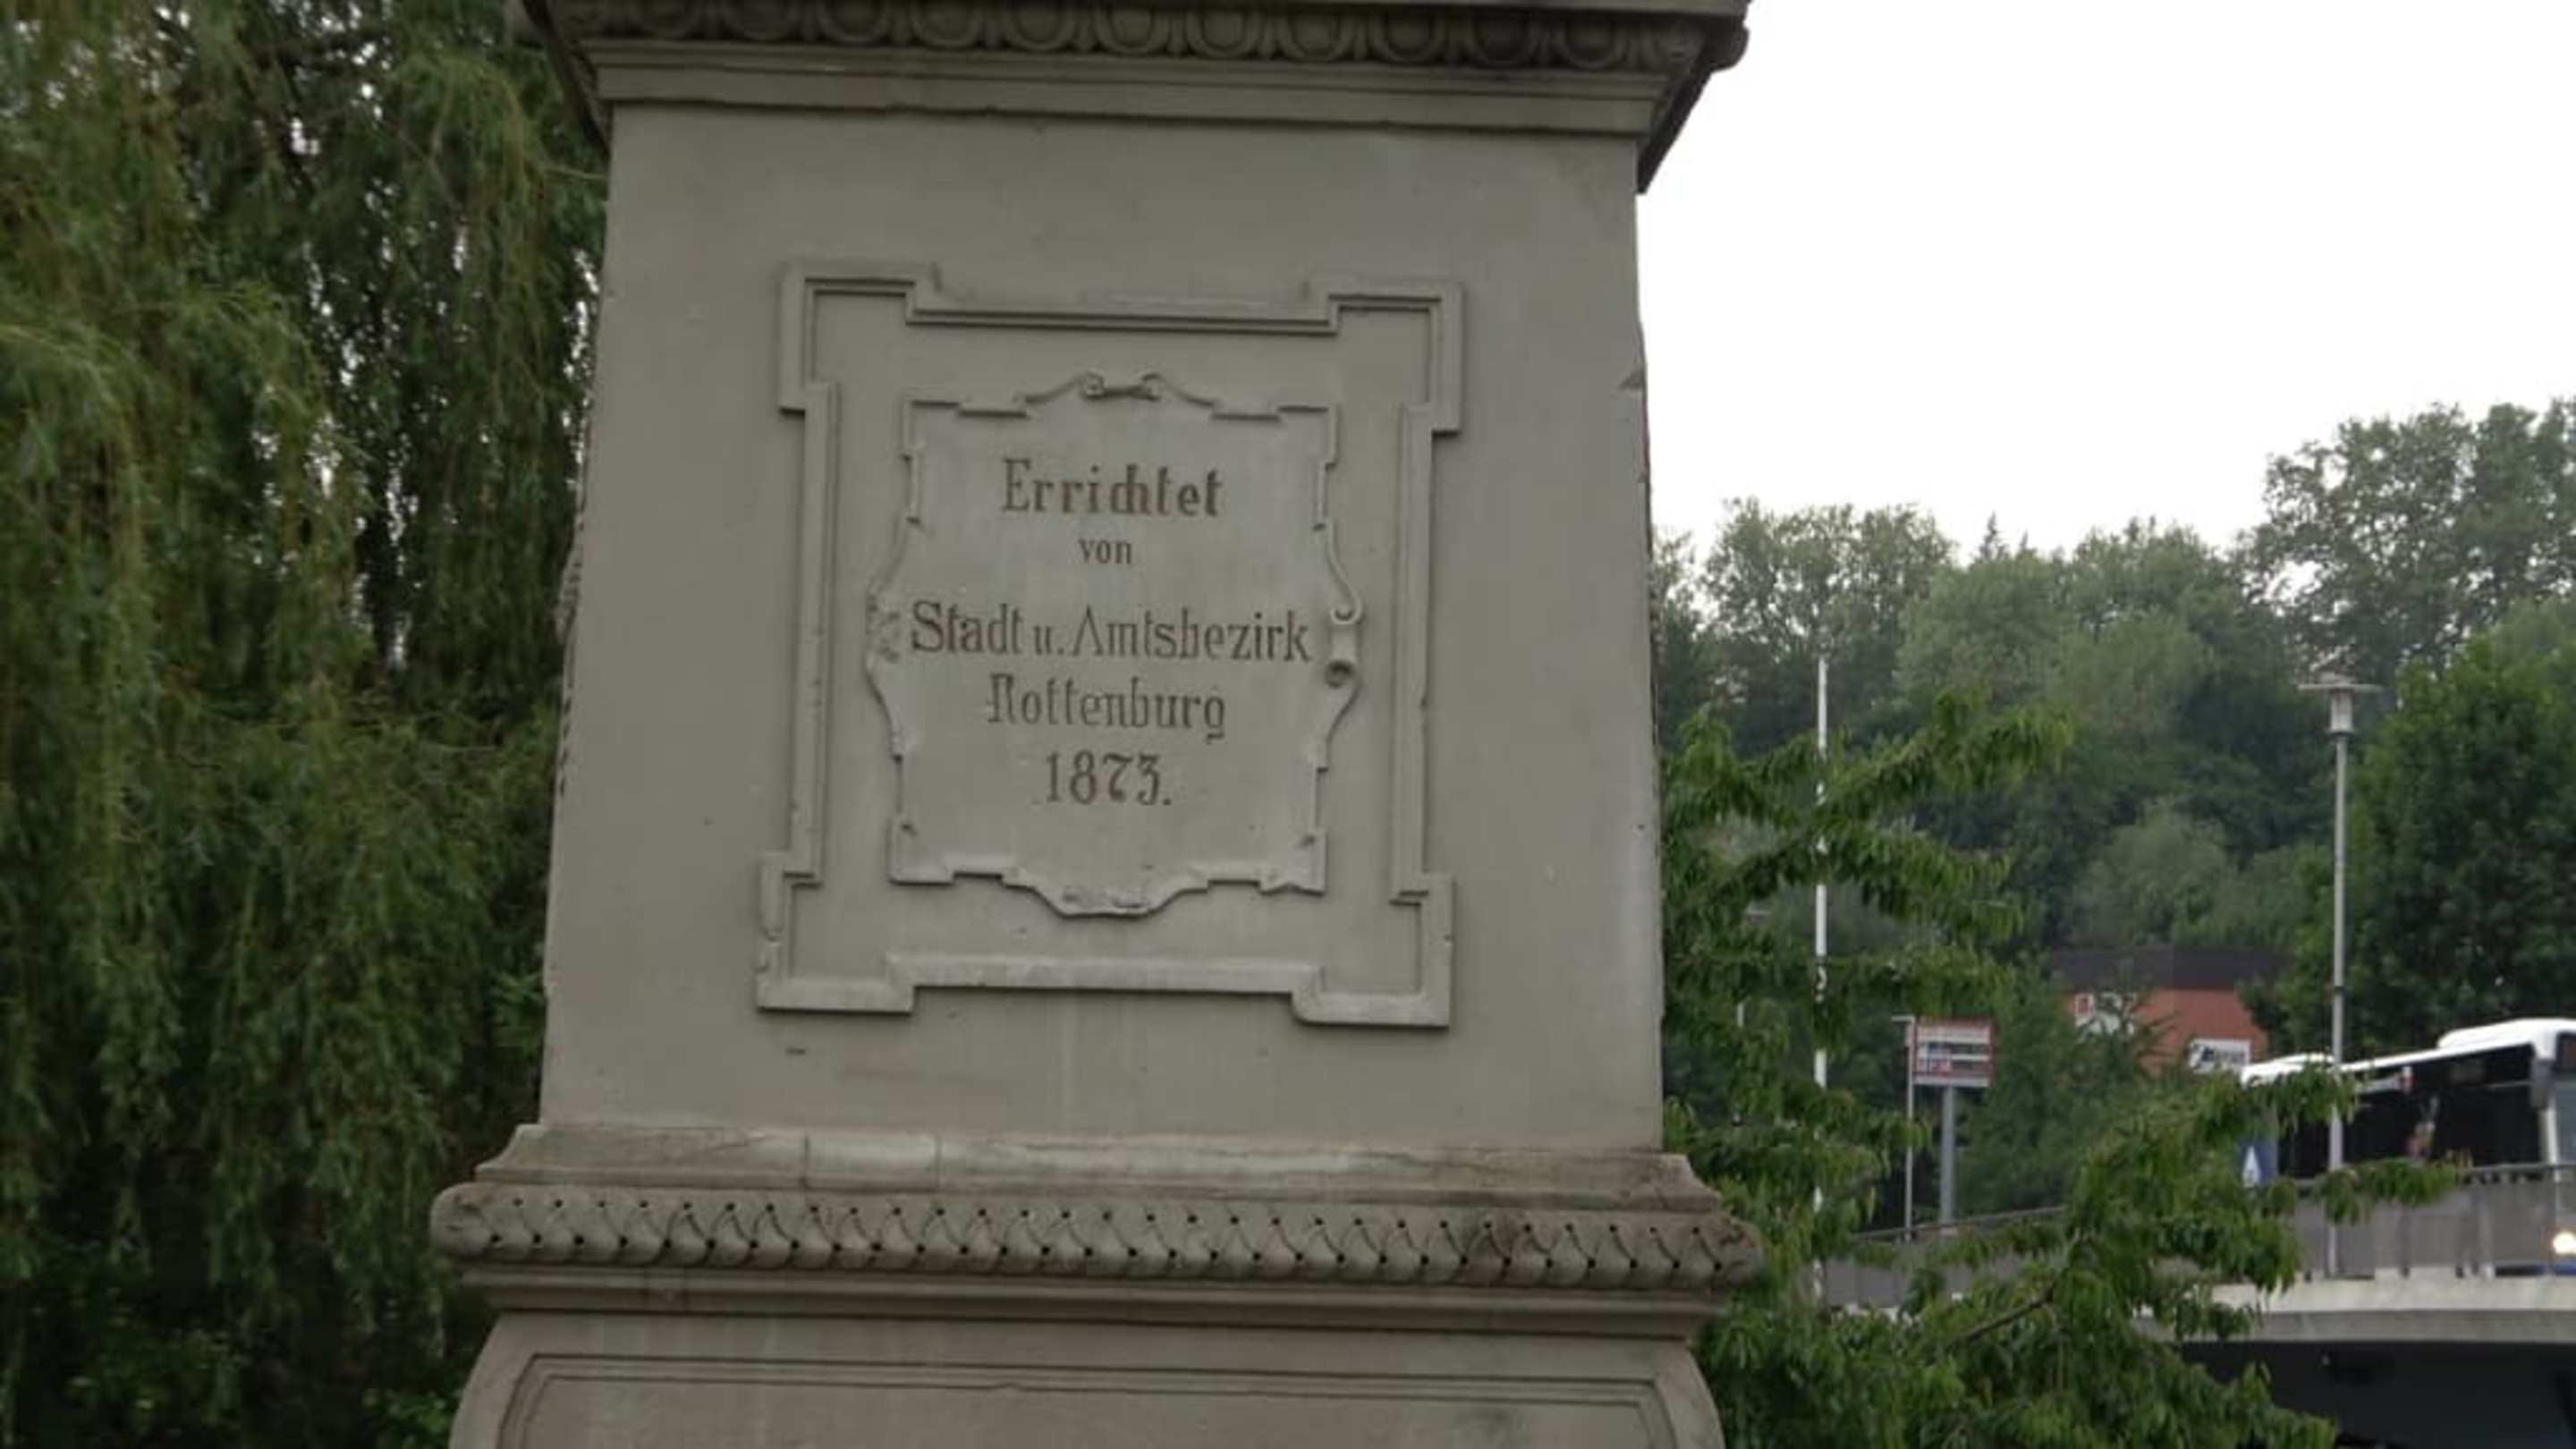 Errichtet
von
Stadt u. Amtsbezirk
Rottenburg
1873.